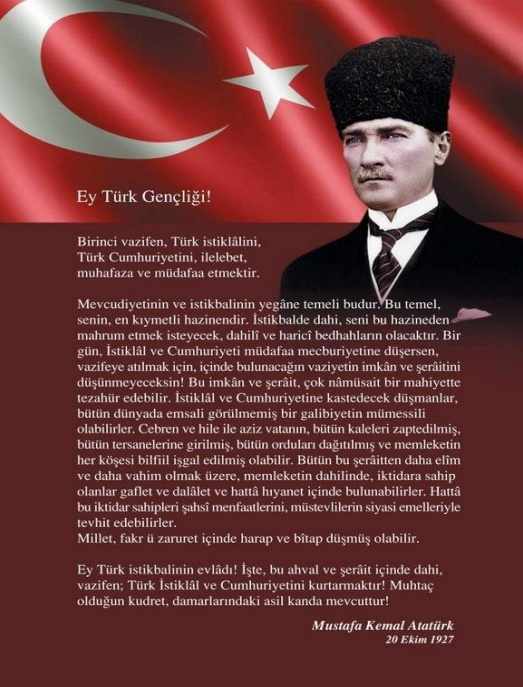 Ey Türk Gençliği!
Birinci vazifen, Türk istiklâlini,
Türk Cumhuriyetini, ilelebet,
muhafaza ve müdafaa etmektir.
Mevcudiyetinin ve istikbalinin yegâne temeli budur. Bu temel,
senin, en kıymetli hazinendir. İstikbalde dahi, seni bu hazineden
mahrum etmek isteyecek, dahilî ve haricî bedhahların olacaktır. Bir
gün, İstiklâl ve Cumhuriyeti müdafaa mecburiyetine düşersen,
vazifeye atılmak için, içinde bulunacağın vaziyetin imkân ve şerâitini
düşünmeyeceksin! Bu imkân ve şerâit, çok nâmüsait bir mahiyette
tezahür edebilir. İstiklâl ve Cumhuriyetine kastedecek düşmanlar,
bütün dünyada emsali görülmemiş bir galibiyetin mümessili
olabilirler. Cebren ve hile ile aziz vatanın, bütün kaleleri zaptedilmiş,
bütün tersanelerine girilmiş, bütün orduları dağıtılmış ve memleketin
her köşesi bilfiil işgal edilmiş olabilir. Bütün bu şerâitten daha elîm
ve daha vahim olmak üzere, memleketin dahilinde, iktidara sahip
olanlar gaflet ve dalâlet ve hattâ hıyanet içinde bulunabilirler. Hattâ
bu iktidar sahipleri şahsî menfaatlerini, müstevlilerin siyasi emelleriyle
tevhit edebilirler.
Millet, fakr ü zaruret içinde harap ve bîtap düşmüş olabilir.
Ey Türk istikbalinin evlâdı! İşte, bu ahval ve şerâit içinde dahi,
vazifen; Türk İstiklâl ve Cumhuriyetini kurtarmaktır! Muhtaç
olduğun kudret, damarlarındaki asil kanda mevcuttur!
Mustafa Kemal Atatürk
20 Ekim 1927